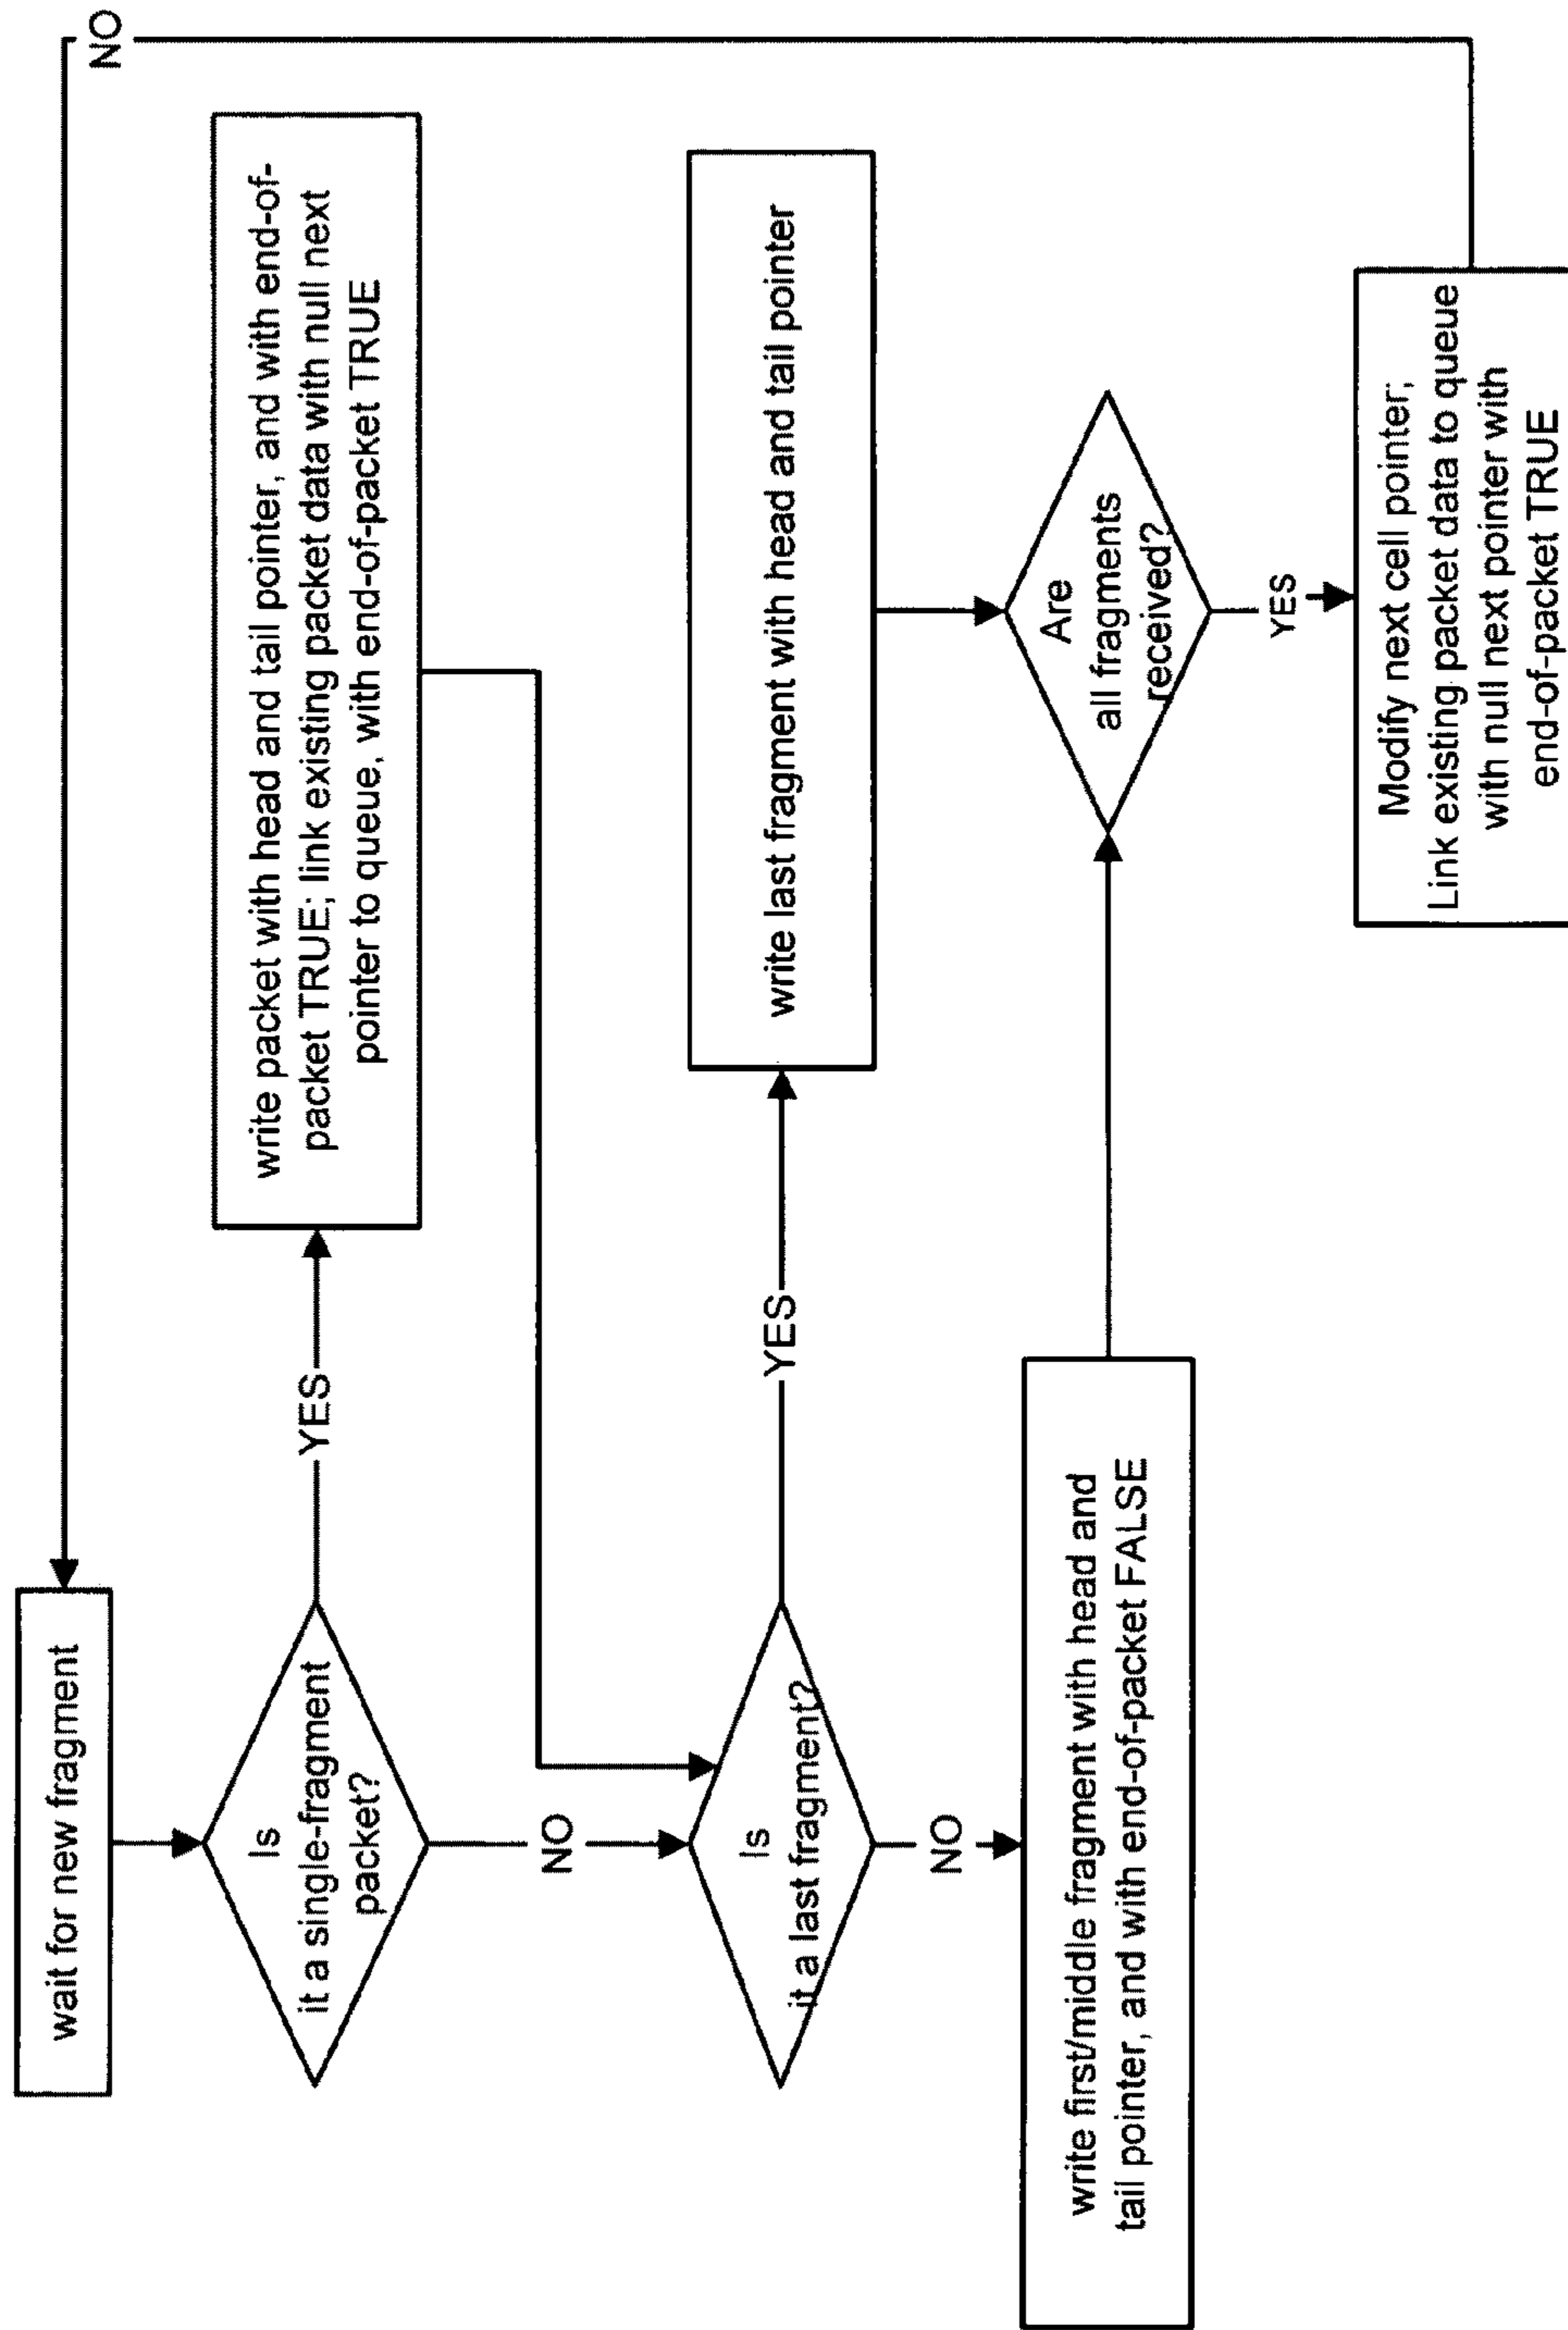 wait for new fragment
NO
Is
it a single-fragment
packet?
YES
write packet with head and tail pointer, and with end-of-
packet TRUE; link existing packet data with null next
pointer to queue, with end-of-packet TRUE
NO
Is
it a last fragment?
YES
write last fragment with head and tail pointer
NO
write first/middle fragment with head and
tail pointer, and with end-of-packet FALSE
Are
all fragments
received?
YES
Modify next cell pointer;
Link existing packet data to queue
with null next pointer with
end-of-packet TRUE